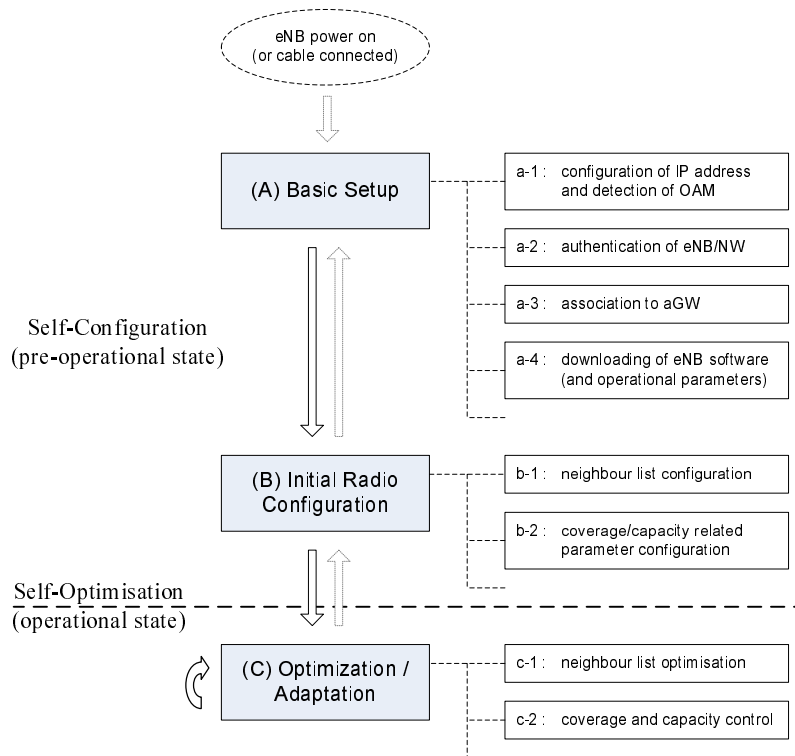 eNB power on
(or cable connected)
(A) Basic Setup
a-1 : configuration of IP address
and detection of OAM
a-2 : authentication of eNB/NW
a-3 : association to aGW
a-4 : downloading of eNB software
(and operational parameters)
Self-Configuration
(pre-operational state)
(B) Initial Radio
Configuration
b-1 : neighbour list configuration
b-2 : coverage/capacity related
parameter configuration
Self-Optimisation
(operational state)
(C) Optimization /
Adaptation
c-1 : neighbour list optimisation
c-2 : coverage and capacity control